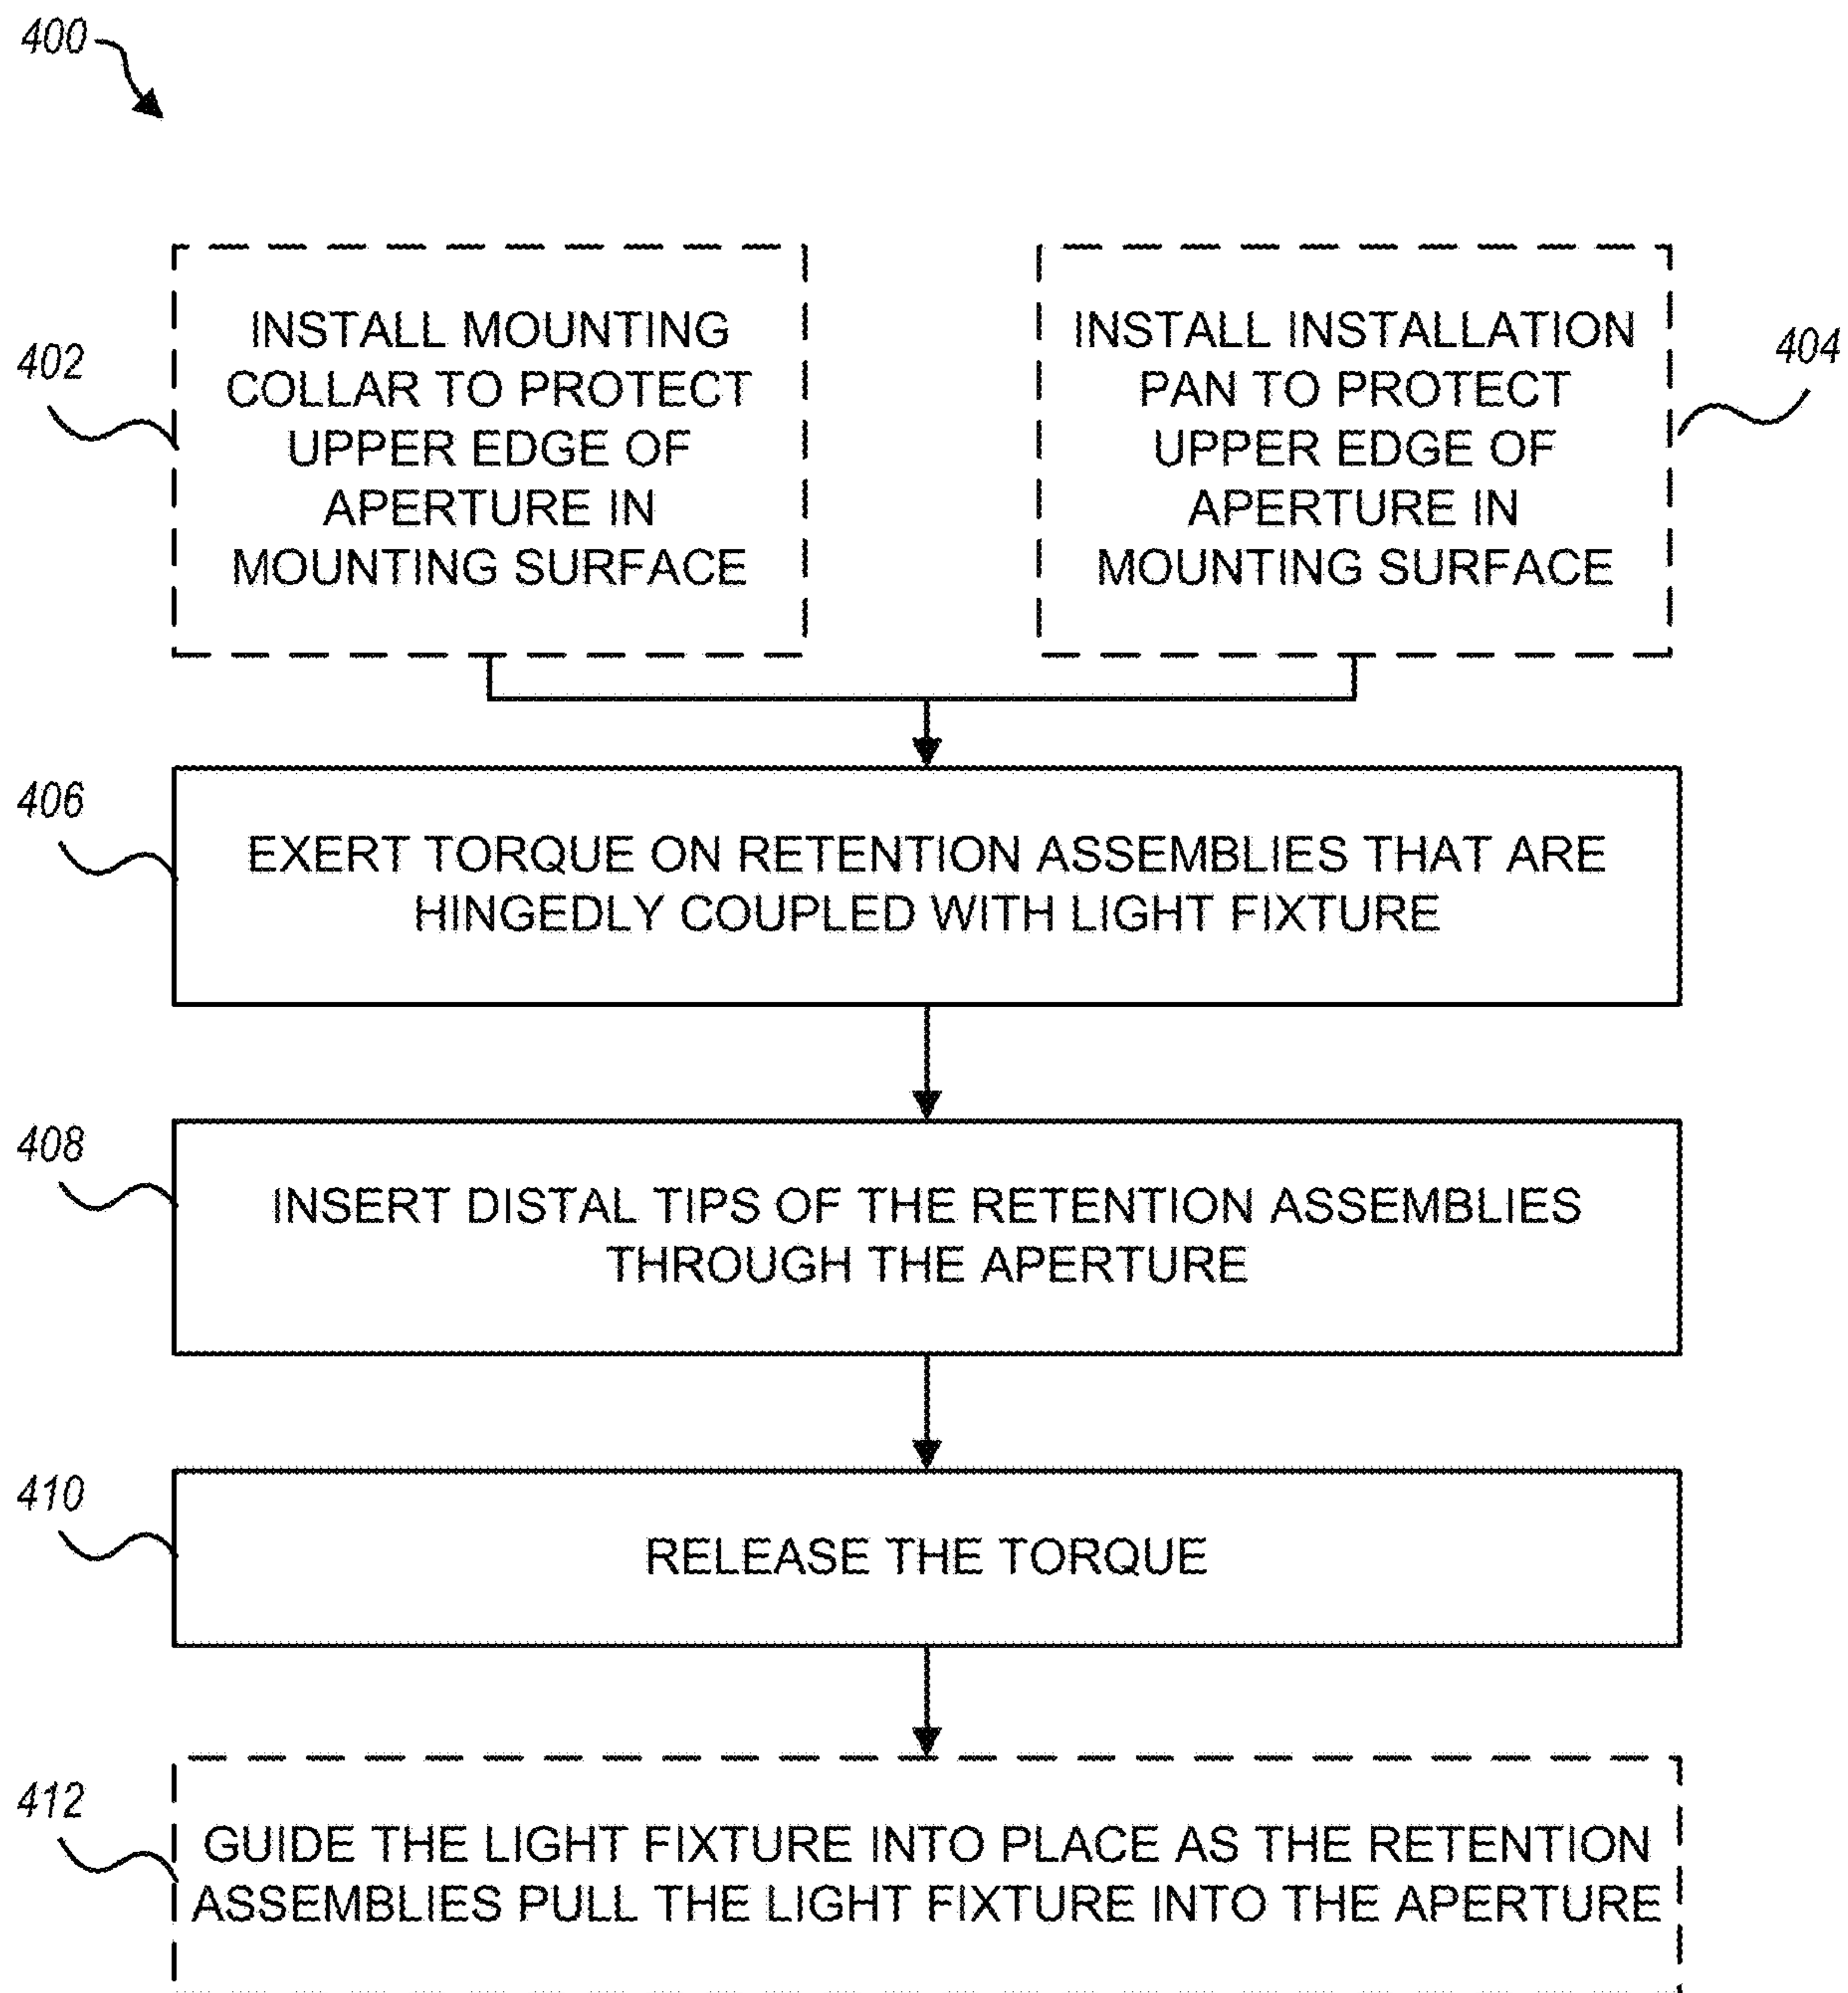 400
402
INSTALL MOUNTING
COLLAR TO PROTECT
UPPER EDGE OF
APERTURE IN
MOUNTING SURFACE
INSTALL INSTALLATION
PAN TO PROTECT
UPPER EDGE OF
APERTURE IN
MOUNTING SURFACE
404
406
EXERT TORQUE ON RETENTION ASSEMBLIES THAT ARE
HINGEDLY COUPLED WITH LIGHT FIXTURE
408
INSERT DISTAL TIPS OF THE RETENTION ASSEMBLIES
THROUGH THE APERTURE
410
RELEASE THE TORQUE
412
GUIDE THE LIGHT FIXTURE INTO PLACE AS THE RETENTION
ASSEMBLIES PULL THE LIGHT FIXTURE INTO THE APERTURE